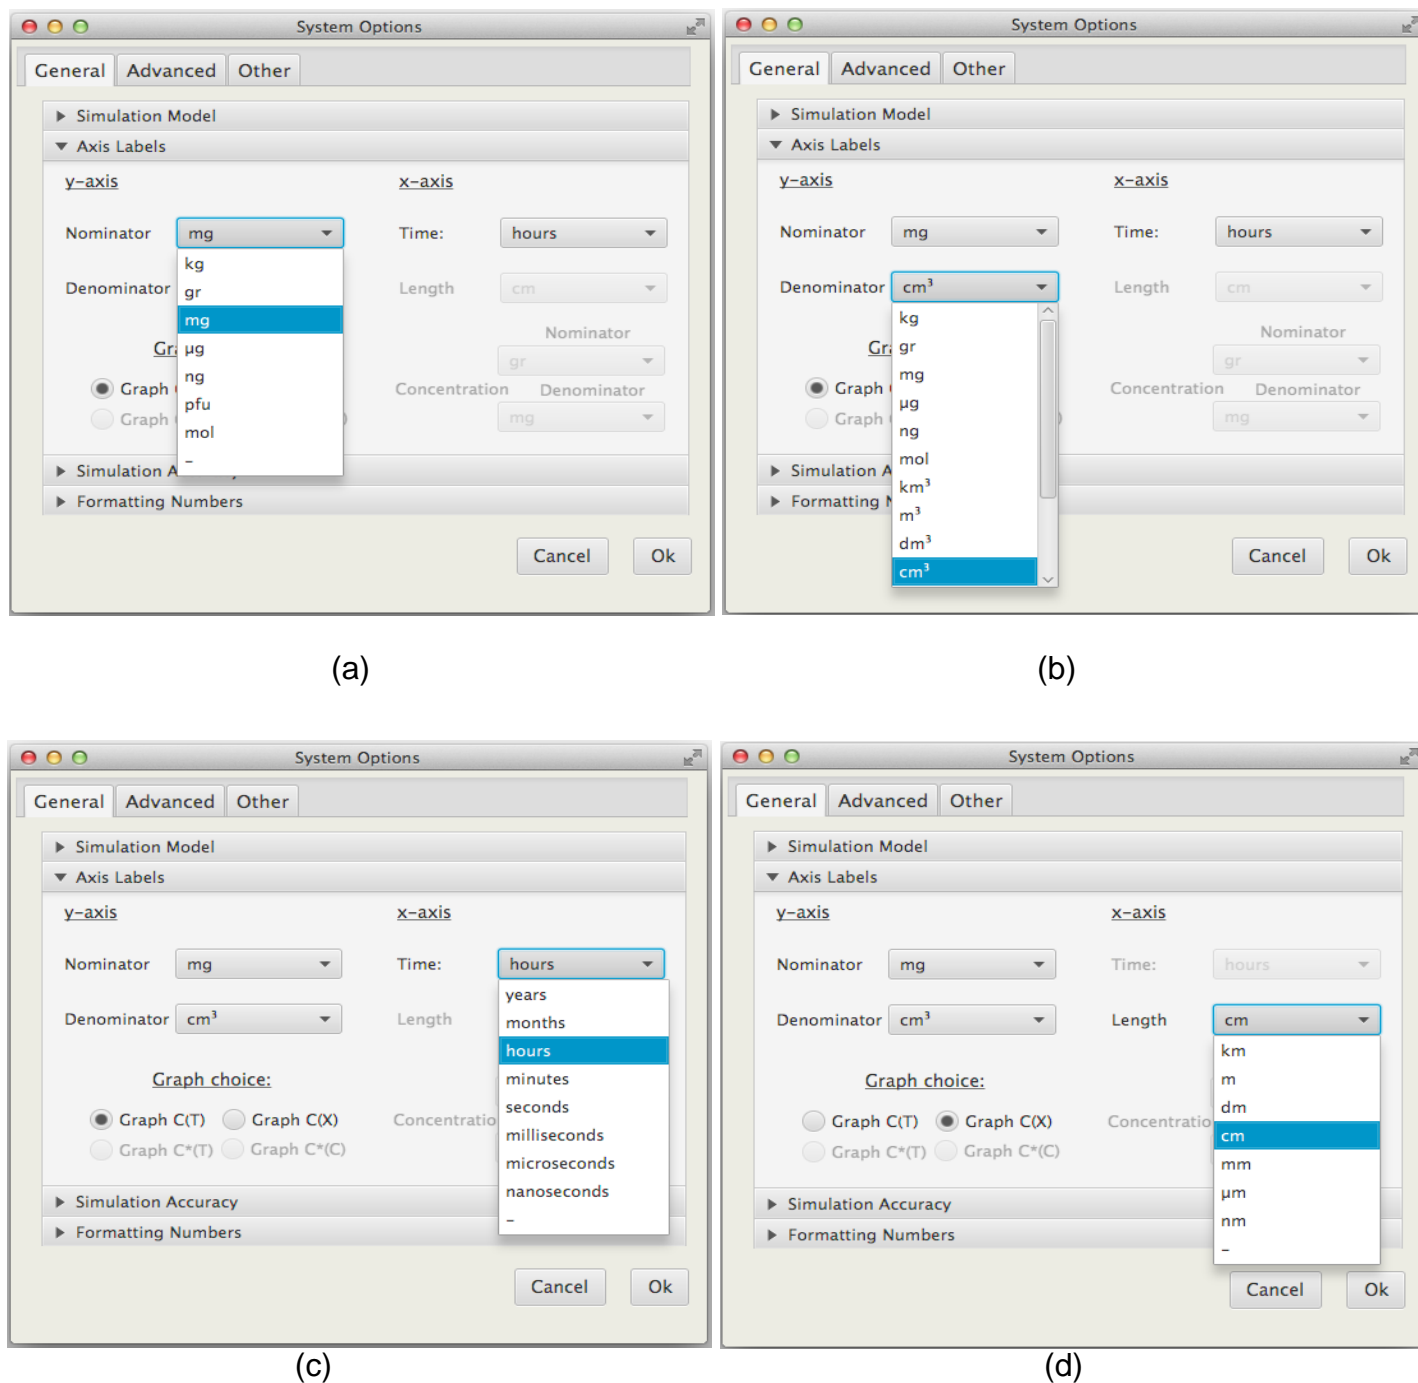 System Options
General Advanced Other
Simulation Model
Axis Labels
y-axis x-axis
Nominator mg Time: hours
kg
Denominator gr Length cm
mg
Nominator
Gr µg gr
ng
Graph Concentration Denominator
pfu
Graph mol ) mg
–
Simulation A
Formatting Numbers
Cancel Ok
(a)
System Options
General Advanced Other
Simulation Model
Axis Labels
y-axis x-axis
Nominator mg Time: hours
Denominator cm³ Length cm
kg
Nominator
Gr gr gr
mg
Graph Concentration Denominator
µg
Graph mg
ng
mol
Simulation A
km³
Formatting N
m³
dm³
cm³
Cancel Ok
(b)
System Options
General Advanced Other
Simulation Model
Axis Labels
y-axis x-axis
Nominator mg Time: hours
years
Denominator cm³ Length months
hours
Graph choice: minutes
seconds
Graph C(T) Graph C(X) Concentratio
milliseconds
Graph C*(T) Graph C*(C) microseconds
nanoseconds
Simulation Accuracy –
Formatting Numbers
Cancel Ok
(c)
System Options
General Advanced Other
Simulation Model
Axis Labels
y-axis x-axis
Nominator mg Time: hours
Denominator cm³ Length cm
km
m
Graph choice: dm
Graph C(T) Graph C(X) Concentratio
cm
Graph C*(T) Graph C*(C) mm
µm
Simulation Accuracy nm
Formatting Numbers –
Cancel Ok
(d)